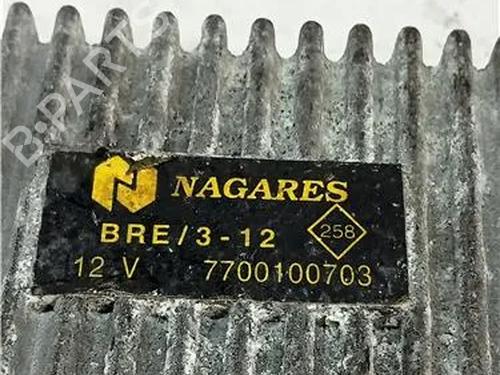 B-PARTS
NAGARES
BRE/3-12
258
12 V 7700100703